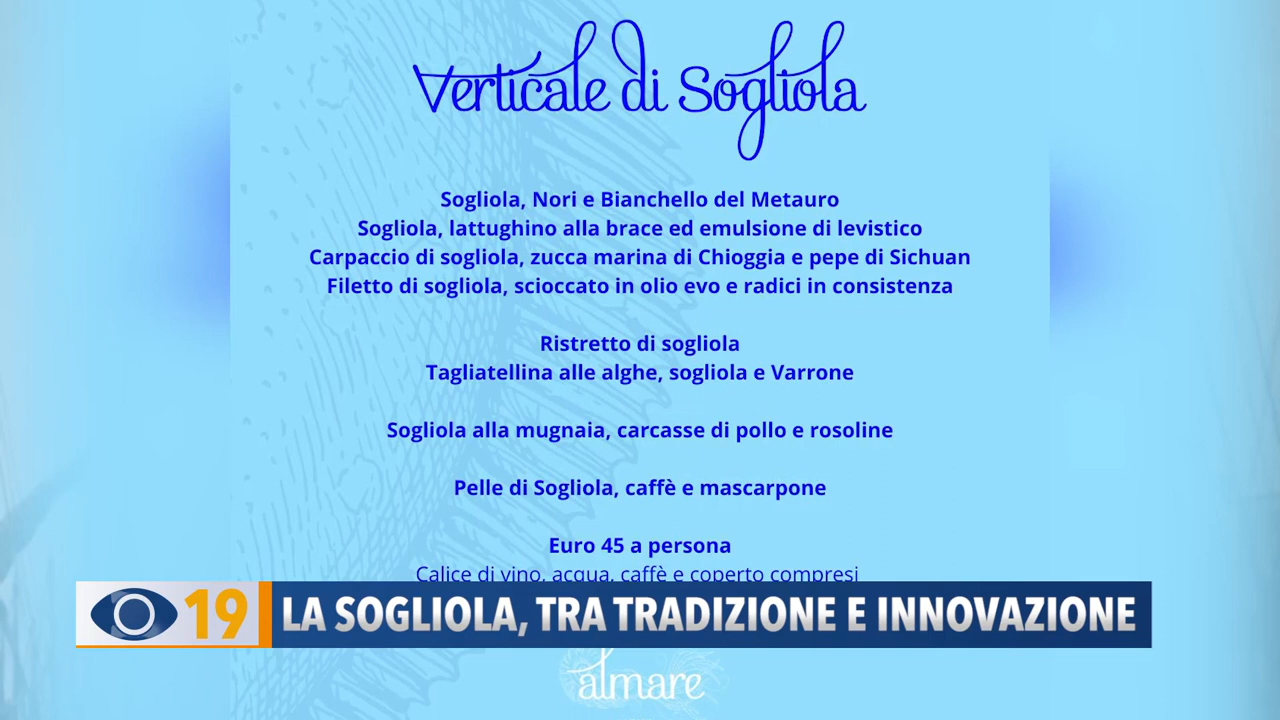 Verticale di Sogliola
Sogliola, Nori e Bianchello del Metauro
Sogliola, lattughino alla brace ed emulsione di levistico
Carpaccio di sogliola, zucca marina di Chioggia e pepe di Sichuan
Filetto di sogliola, scioccato in olio evo e radici in consistenza
Ristretto di sogliola
Tagliatellina alle alghe, sogliola e Varrone
Sogliola alla mugnaia, carcasse di pollo e rosoline
Pelle di Sogliola, caffè e mascarpone
Euro 45 a persona
Calice di vino, acqua, caffè e coperto compresi
19 LA SOGLIOLA, TRA TRADIZIONE E INNOVAZIONE
almare